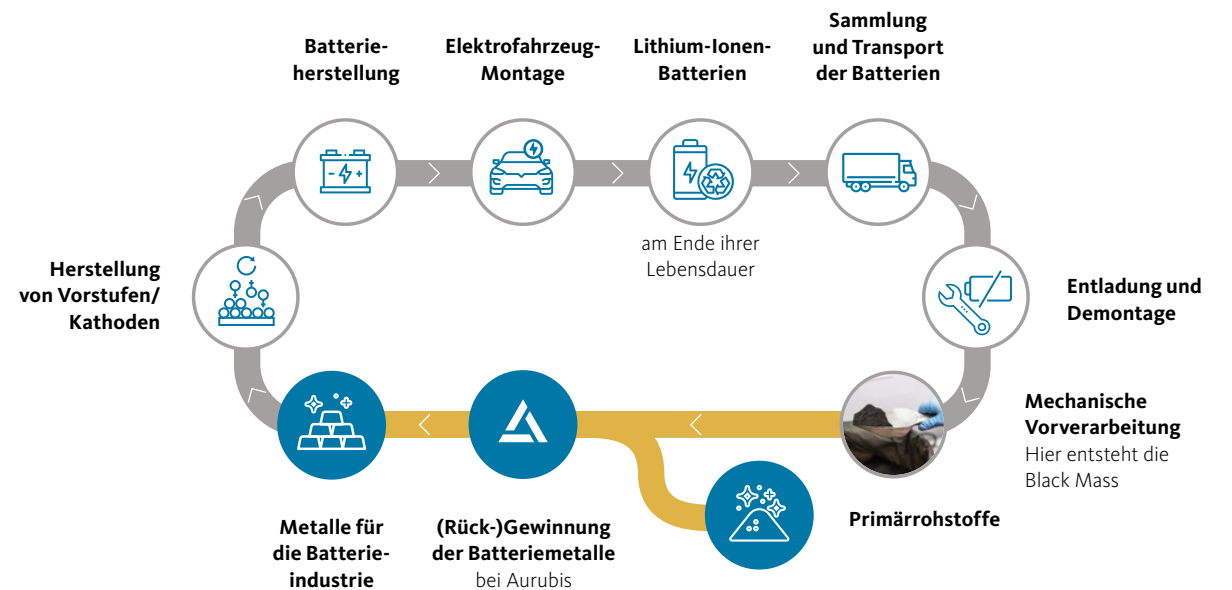 Batterie-
herstellung
Elektrofahrzeug-
Montage
Lithium-Ionen-
Batterien
am Ende ihrer
Lebensdauer
Sammlung
und Transport
der Batterien
Entladung und
Demontage
Mechanische
Vorverarbeitung
Hier entsteht die
Black Mass
Primärrohstoffe
(Rück-)Gewinnung
der Batteriemetalle
bei Aurubis
Metalle für
die Batterie-
industrie
Herstellung
von Vorstufen/
Kathoden